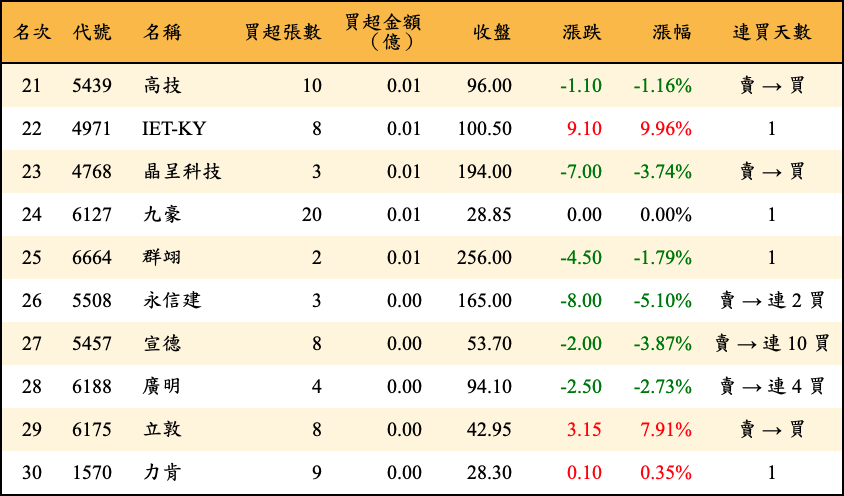 名次 代號 名稱 買超張數 買超金額（億） 收盤 漲跌 漲幅 連買天數
21 5439 高技 10 0.01 96.00 -1.10 -1.16% 賣 → 買
22 4971 IET-KY 8 0.01 100.50 9.10 9.96% 1
23 4768 晶呈科技 3 0.01 194.00 -7.00 -3.74% 賣 → 買
24 6127 九豪 20 0.01 28.85 0.00 0.00% 1
25 6664 群翊 2 0.01 256.00 -4.50 -1.79% 1
26 5508 永信建 3 0.00 165.00 -8.00 -5.10% 賣 → 連 2 買
27 5457 宣德 8 0.00 53.70 -2.00 -3.87% 賣 → 連 10 買
28 6188 廣明 4 0.00 94.10 -2.50 -2.73% 賣 → 連 4 買
29 6175 立敦 8 0.00 42.95 3.15 7.91% 賣 → 買
30 1570 力肯 9 0.00 28.30 0.10 0.35% 1